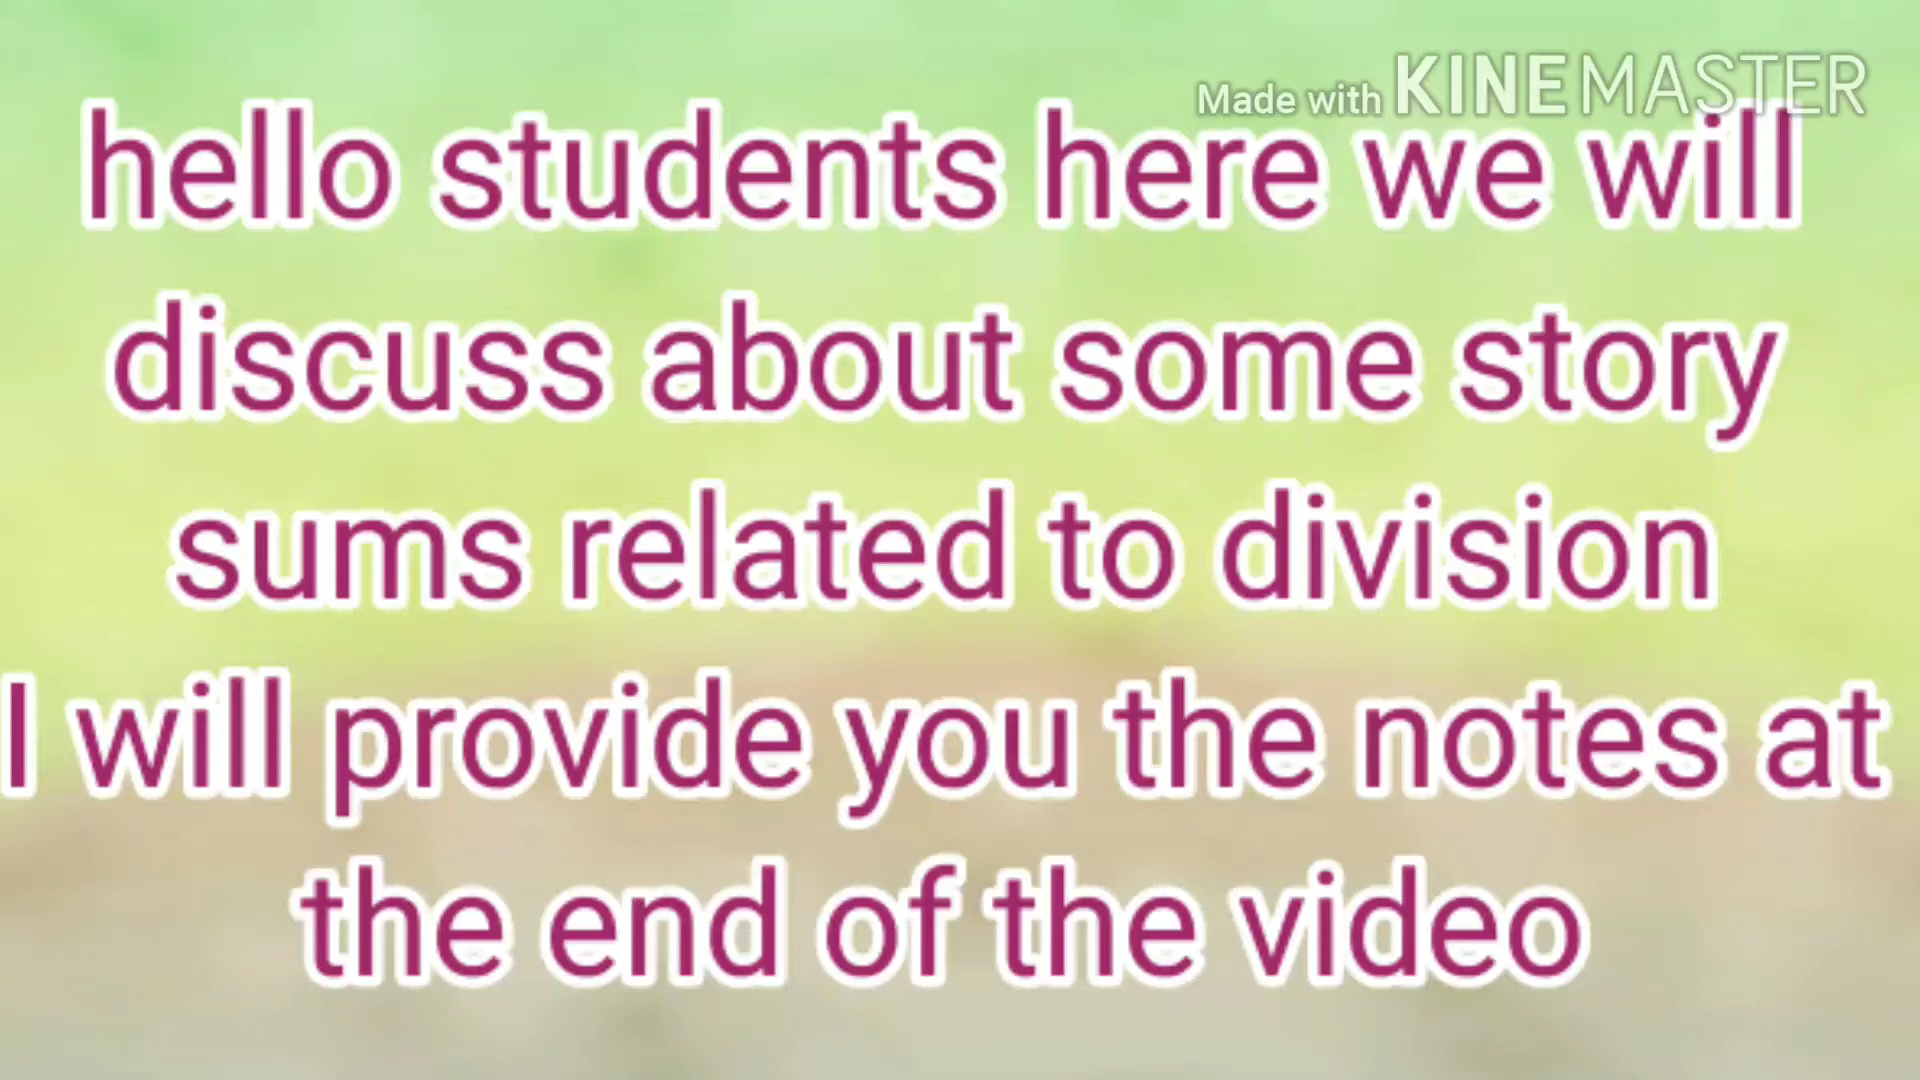 Made with KINEMASTER
hello students here we will
discuss about some story
sums related to division
I will provide you the notes at
the end of the video